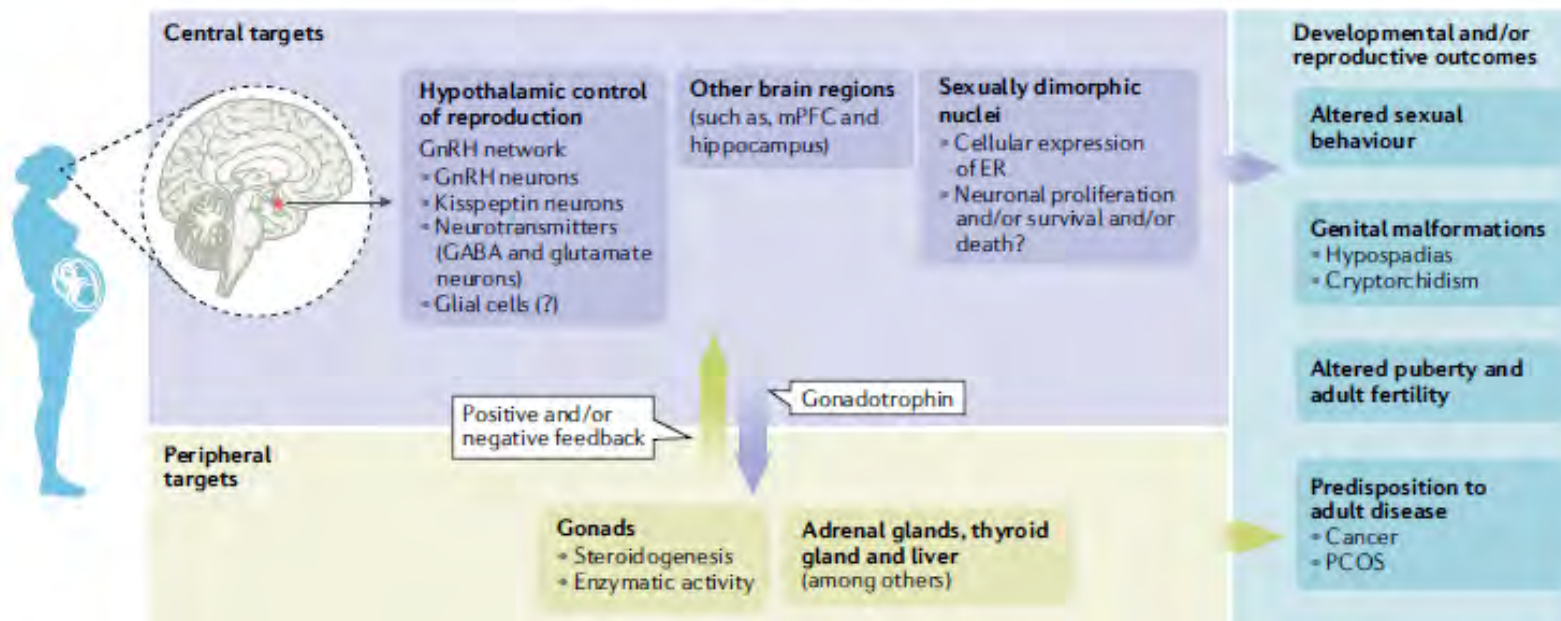 Central targets
Hypothalamic control
of reproduction
GnRH network
• GnRH neurons
• Kisspeptin neurons
• Neurotransmitters
(GABA and glutamate
neurons)
• Glial cells (?)
Other brain regions
(such as, mPFC and
hippocampus)
Sexually dimorphic
nuclei
• Cellular expression
of ER
• Neuronal proliferation
and/or survival and/or
death?
Positive and/or
negative feedback
Gonadotrophin
Peripheral
targets
Gonads
• Steroidogenesis
• Enzymatic activity
Adrenal glands, thyroid
gland and liver
(among others)
Developmental and/or
reproductive outcomes
Altered sexual
behaviour
Genital malformations
• Hypospadias
• Cryptorchidism
Altered puberty and
adult fertility
Predisposition to
adult disease
• Cancer
• PCOS